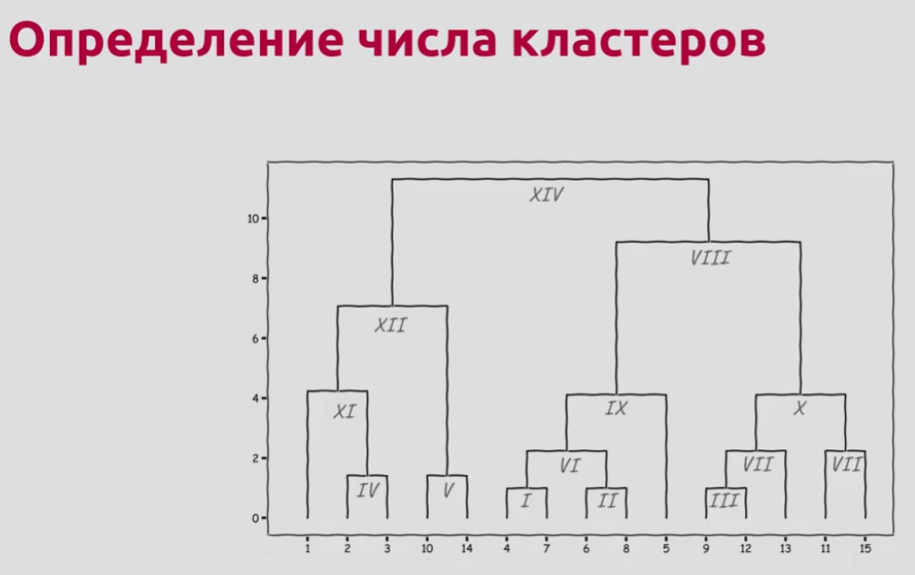 Определение числа кластеров
XIV
10
VIII
8
XII
6
4
XI
IX
X
2
VI
VII
VII
IV
V
I
II
III
0
1 2 3 10 14 4 7 6 8 5 9 12 13 11 15